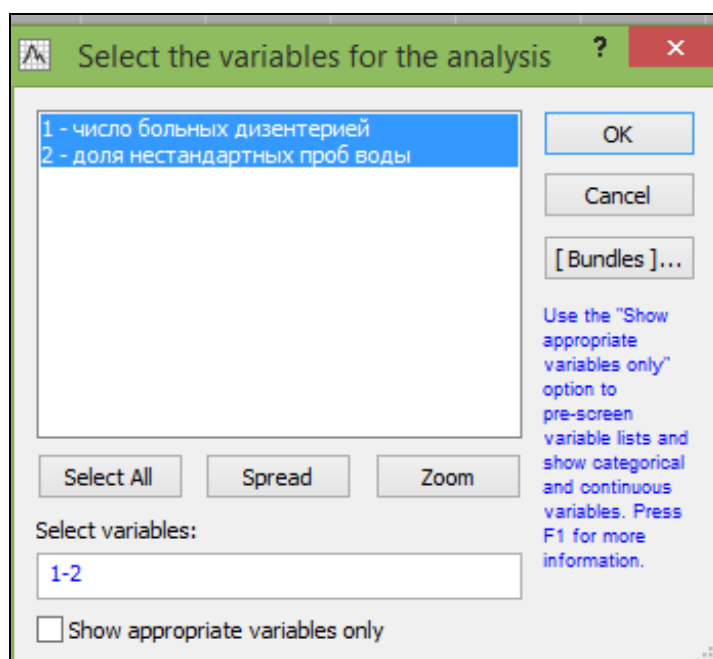 Select the variables for the analysis ? ×
1 - число больных дизентерией
2 - доля нестандартных проб воды
OK
Cancel
[ Bundles ]...
Use the "Show
appropriate
variables only"
option to
pre-screen
variable lists and
show categorical
and continuous
variables. Press
F1 for more
information.
Select All
Spread
Zoom
Select variables:
1-2
Show appropriate variables only